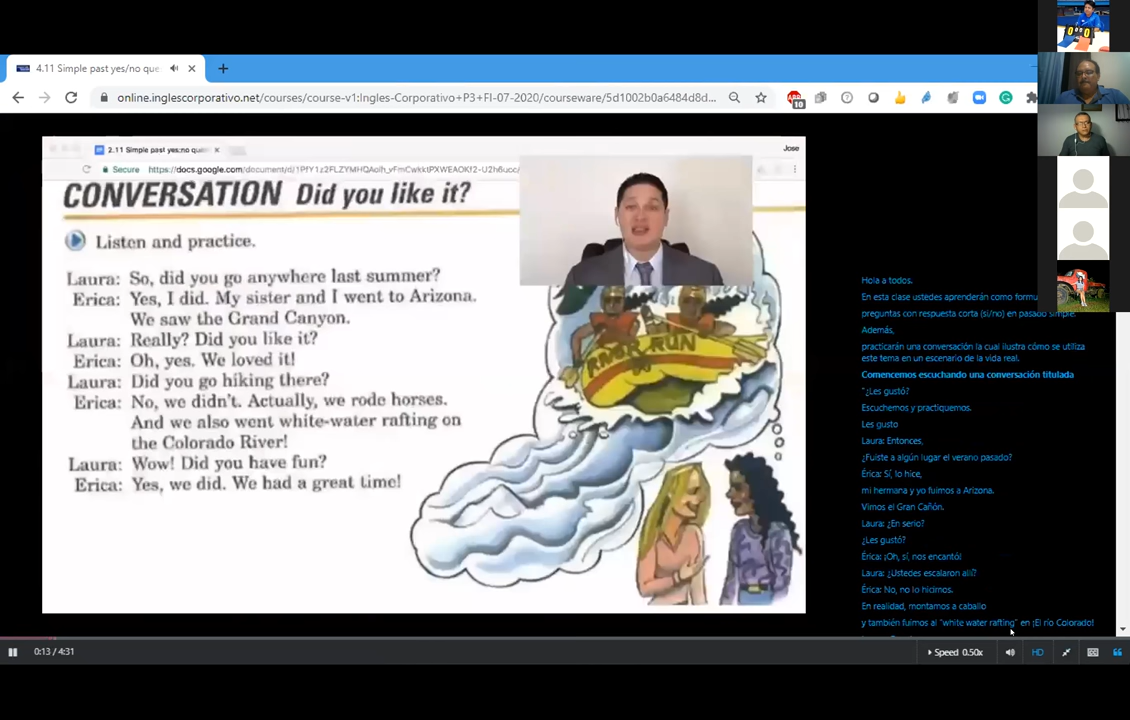 4.11 Simple past yes/no que
online.inglescorporativo.net/courses/course-v1:Ingles-Corporativo+P3+FI-07-2020/courseware/5d1002b0a6484d8d...
10
2.11 Simple past yes:no que
Jose
Secure
CONVERSATION Did you like it?
Listen and practice.
Laura: So, did you go anywhere last summer?
Erica: Yes, I did. My sister and I went to Arizona.
We saw the Grand Canyon.
Laura: Really? Did you like it?
Erica: Oh, yes. We loved it!
Laura: Did you go hiking there?
Erica: No, we didn't. Actually, we rode horses.
And we also went white-water rafting on
the Colorado River!
Laura: Wow! Did you have fun?
Erica: Yes, we did. We had a great time!
RIVER RUN
Hola a todos.
En esta clase ustedes aprenderán como
preguntas con respuesta corta (si/no) en pasado simple.
Además,
practicarán una conversación la cual ilustra cómo se utiliza
este tema en un escenario de la vida real.
Comencemos escuchando una conversación titulada
"¿Les gustó?
Escuchemos y practiquemos.
Les gusto
Laura: Entonces,
¿Fuiste a algún lugar el verano pasado?
Érica: Sí, lo hice,
mi hermana y yo fuimos a Arizona.
Vimos el Gran Cañón.
Laura: ¿En serio?
¿Les gustó?
Érica: ¡Oh, sí, nos encantó!
Laura: ¿Ustedes escalaron allí?
Érica: No, no lo hicimos.
En realidad, montamos a caballo
y también fuimos al "white water rafting" en ¡El río Colorado!
0:13 / 4:31
Speed 0.50x
HD